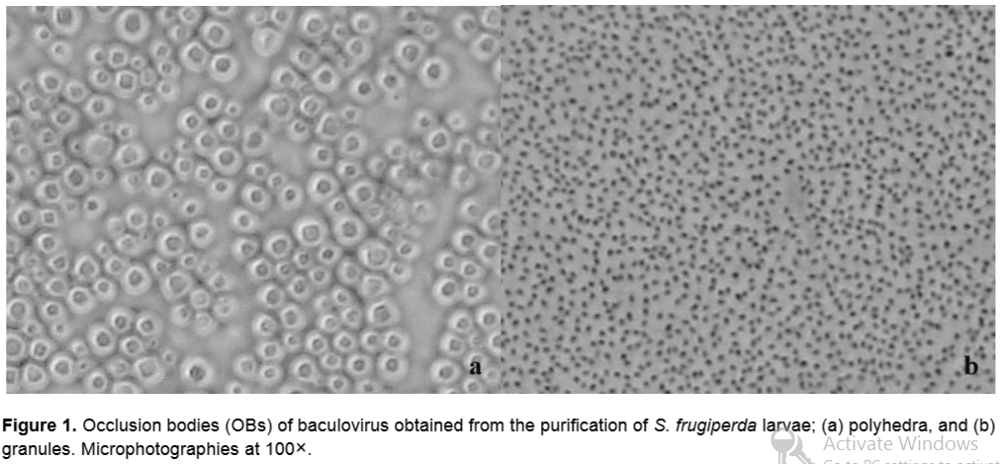 a
b
Figure 1. Occlusion bodies (OBs) of baculovirus obtained from the purification of S. frugiperda larvae; (a) polyhedra, and (b)
granules. Microphotographies at 100×.
Activate Windows
Go to PC settings to activat